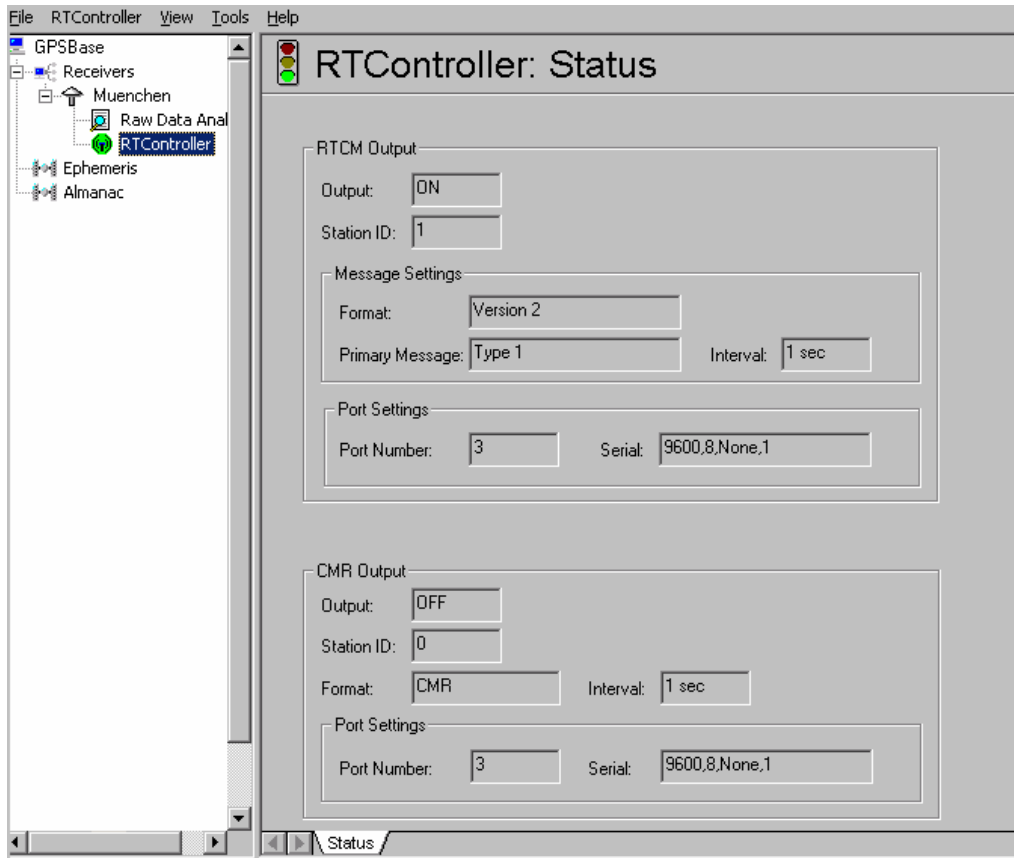 File RTController View Tools Help
GPSBase
Receivers
Muenchen
Raw Data Anal
RTController
Ephemeris
Almanac
RTController: Status
RTCM Output
Output: ON
Station ID: 1
Message Settings
Format: Version 2
Primary Message: Type 1 Interval: 1 sec
Port Settings
Port Number: 3 Serial: 9600,8,None,1
CMR Output
Output: OFF
Station ID: 0
Format: CMR Interval: 1 sec
Port Settings
Port Number: 3 Serial: 9600,8,None,1
Status